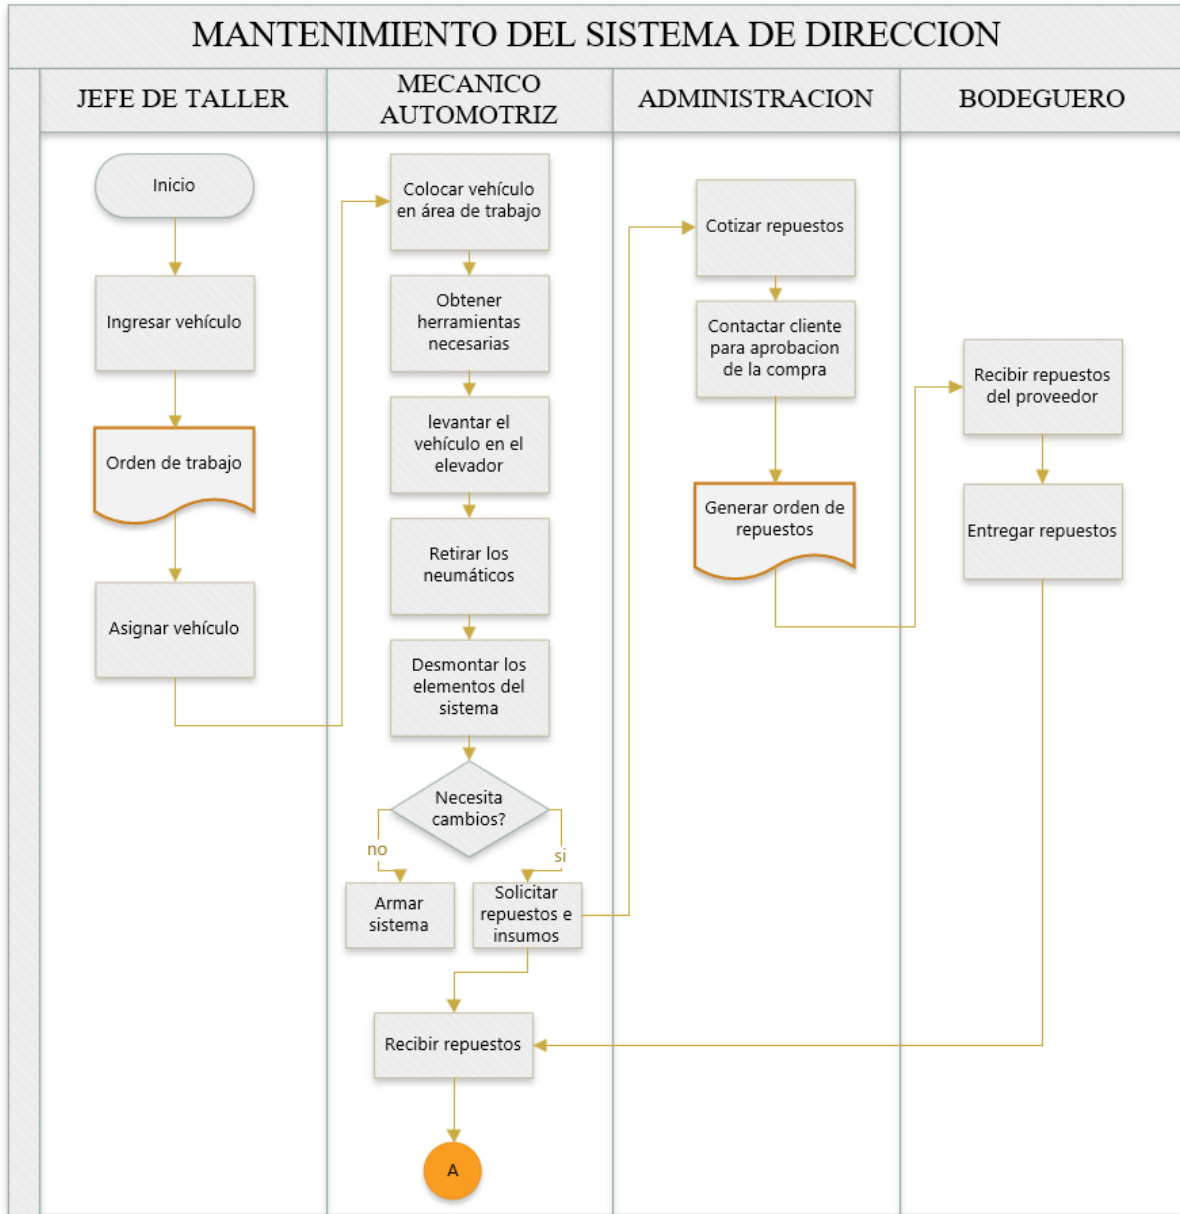 MANTENIMIENTO DEL SISTEMA DE DIRECCION
JEFE DE TALLER
MECANICO
AUTOMOTRIZ
ADMINISTRACION
BODEGUERO
Inicio
Ingresar vehículo
Orden de trabajo
Asignar vehículo
Colocar vehículo
en área de trabajo
Obtener
herramientas
necesarias
levantar el
vehículo en el
elevador
Retirar los
neumáticos
Desmontar los
elementos del
sistema
Necesita
cambios?
no
si
Armar
sistema
Solicitar
repuestos e
insumos
Recibir repuestos
A
Cotizar repuestos
Contactar cliente
para aprobacion
de la compra
Generar orden de
repuestos
Recibir repuestos
del proveedor
Entregar repuestos